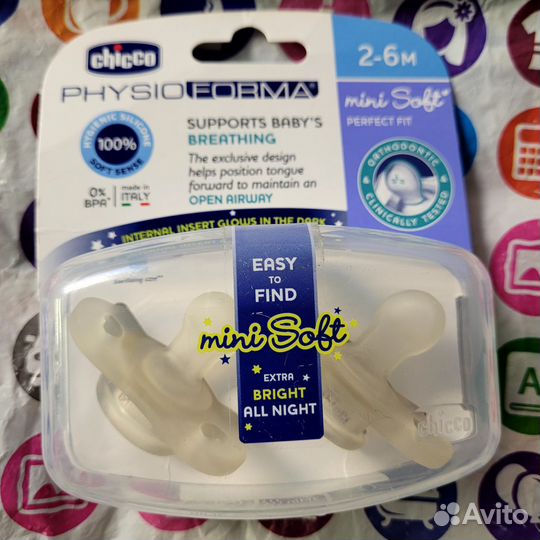 chicco
2-6M
PHYSIOFORMA
mini Soft
PERFECT FIT
HYGIENIC SILICONE
100%
SOFT SENSE
SUPPORTS BABY'S
BREATHING
The exclusive design
helps position tongue
forward to maintain an
OPEN AIRWAY
ORTHODONTIC
CLINICALLY TESTED
0%
BPA*
made in
ITALY
INTERNAL INSERT GLOWS IN THE DARK
EASY
TO
FIND
mini Soft
EXTRA
BRIGHT
ALL NIGHT
chicco
A
Avito